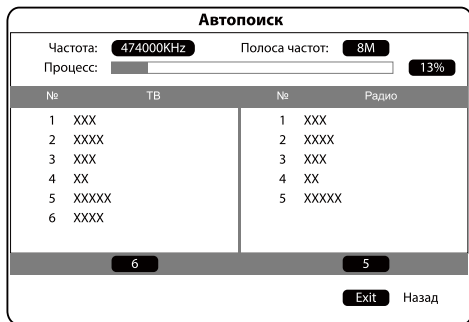 Автопоиск
Частота: 474000KHz Полоса частот: 8M
Процесс: 13%
№ ТВ № Радио
1 XXX 1 XXX
2 XXXX 2 XXXX
3 XXX 3 XXX
4 XX 4 XX
5 XXXXX 5 XXXXX
6 XXXX
6 5
Exit Назад